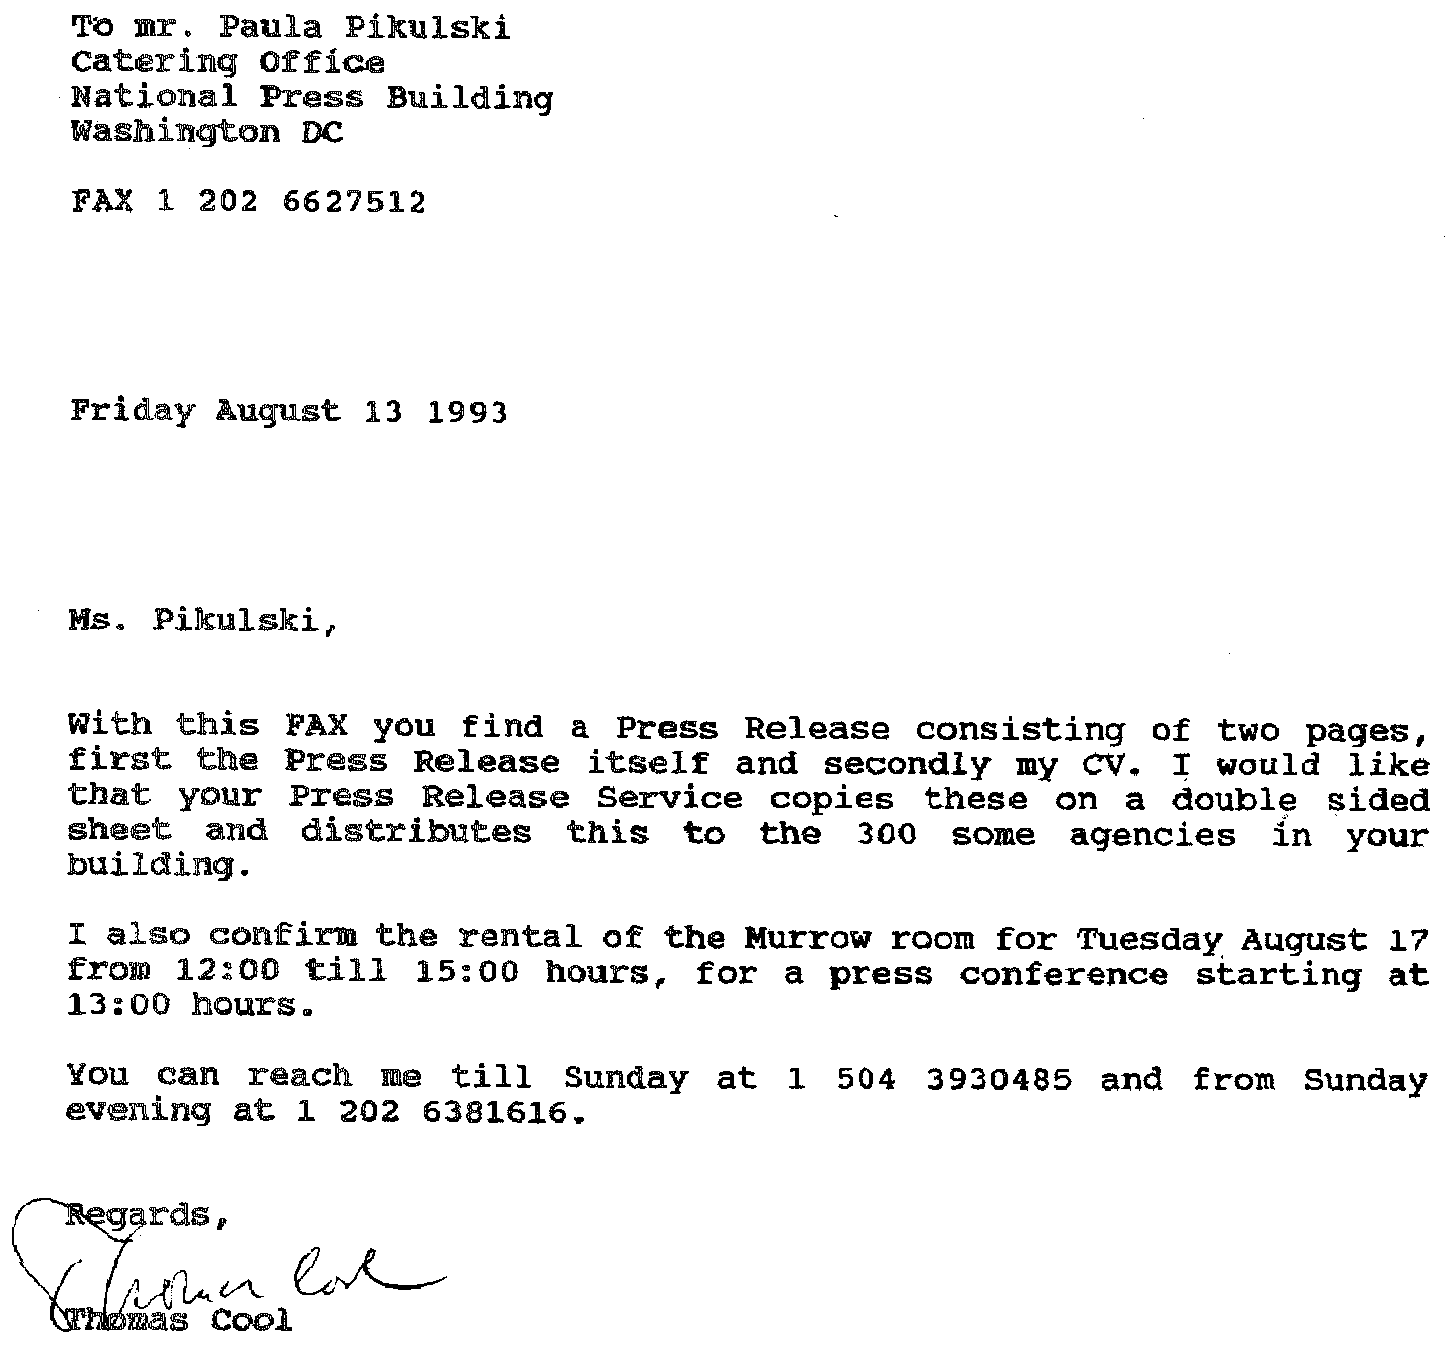 To mr. Paula Pikulski
Catering Office
National Press Building
Washington DC
FAX 1 202 6627512
Friday August 13 1993
Ms. Pikulski,
With this FAX you find a Press Release consisting of two pages,
first the Press Release itself and secondly my CV. I would like
that your Press Release Service copies these on a double sided
sheet and distributes this to the 300 some agencies in your
building.
I also confirm the rental of the Murrow room for Tuesday August 17
from 12:00 till 15:00 hours, for a press conference starting at
13:00 hours.
You can reach me till Sunday at 1 504 3930485 and from Sunday
evening at 1 202 6381616.
Regards,
Thomas Cool
Thomas Cool